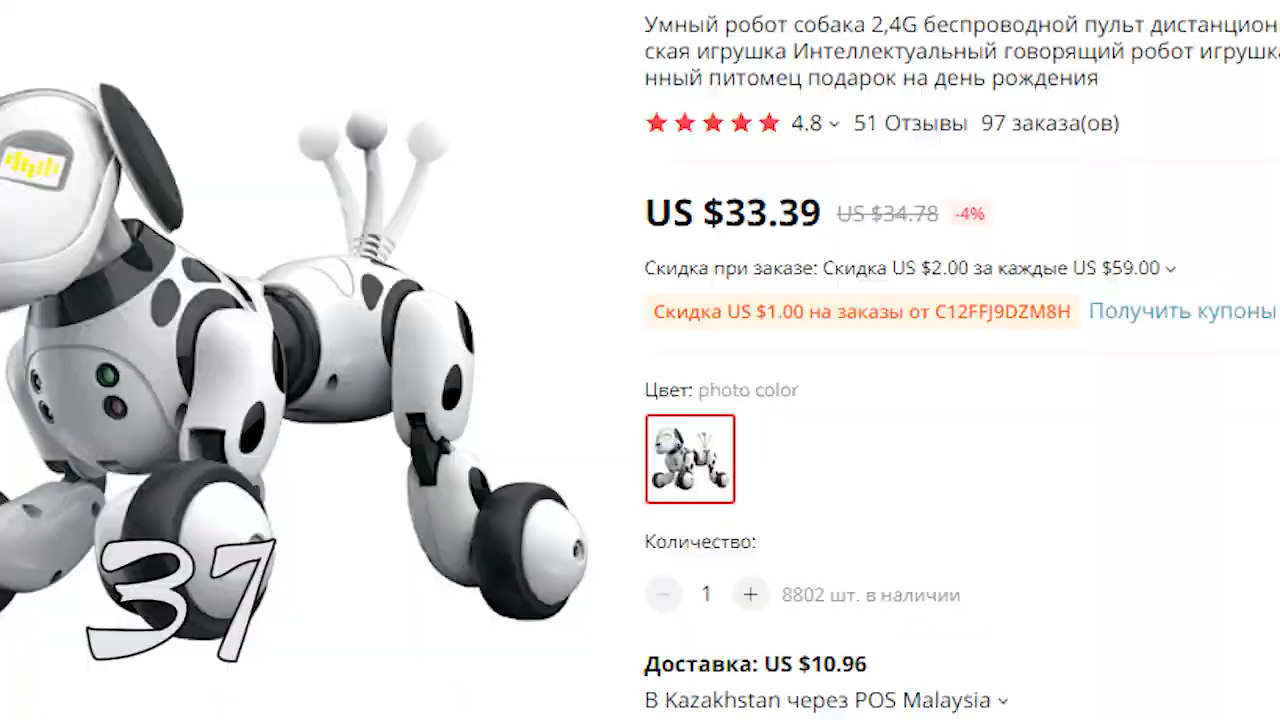 Умный робот собака 2,4G беспроводной пульт дистанцион
ская игрушка Интеллектуальный говорящий робот игрушка
нный питомец подарок на день рождения
4.8 51 Отзывы 97 заказа(ов)
US $33.39 US $34.78 -4%
Скидка при заказе: Скидка US $2.00 за каждые US $59.00
Скидка US $1.00 на заказы от C12FFJ9DZM8H Получить купоны
Цвет: photo color
Количество:
− 1 + 8802 шт. в наличии
37
Доставка: US $10.96
В Kazakhstan через POS Malaysia